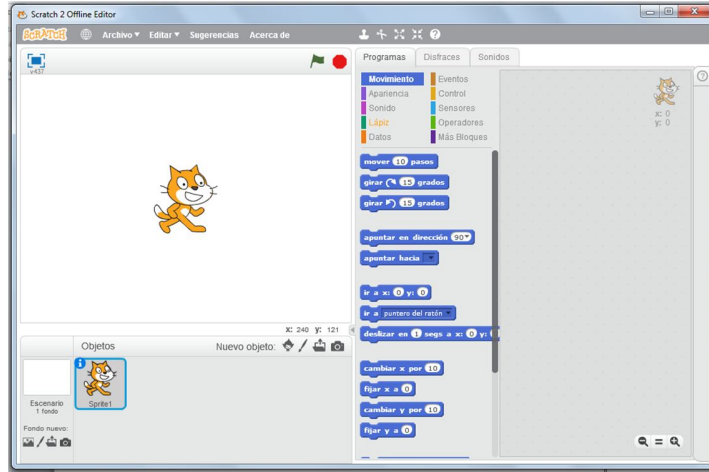 Scratch 2 Offline Editor
SCRATCH Archivo Editar Sugerencias Acerca de
v437
Programas Disfraces Sonidos
Movimiento Eventos
Apariencia Control
Sonido Sensores
Lápiz Operadores
Datos Más Bloques
x: 0
y: 0
mover 10 pasos
girar 15 grados
girar 15 grados
apuntar en dirección 90
apuntar hacia
ir a x: 0 y: 0
ir a puntero del ratón
deslizar en 1 segs a x: 0 y:
cambiar x por 10
fijar x a 0
cambiar y por 10
fijar y a 0
X: 240 Y: 121
Objetos Nuevo objeto:
Escenario
1 fondo
Sprite1
Fondo nuevo: